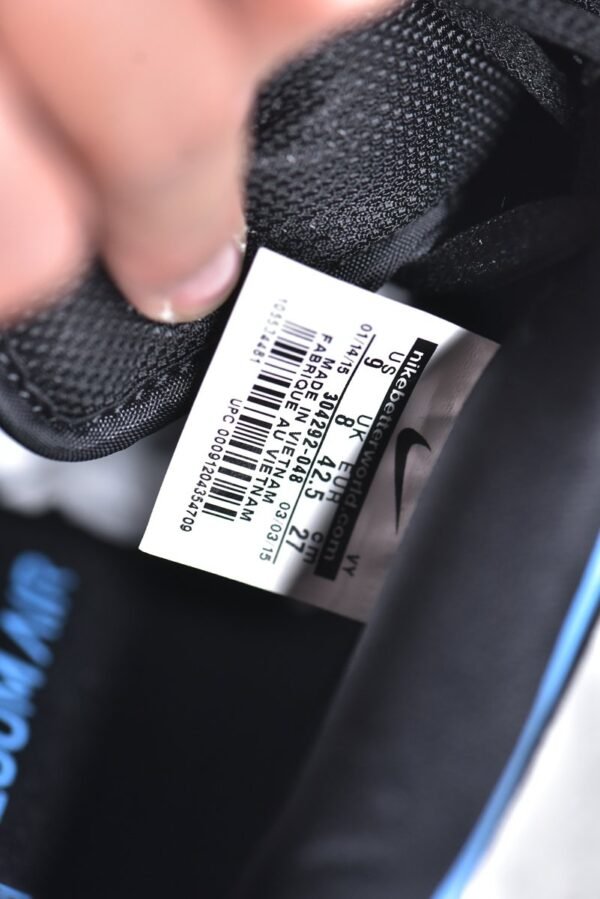 nikebetterworld.com VY
US UK EUR cm
9 8 42.5 27
01/14/15 304292-048 03/03/15
MADE IN VIETNAM
FABRIQUE AU VIETNAM
UPC 00091204354709